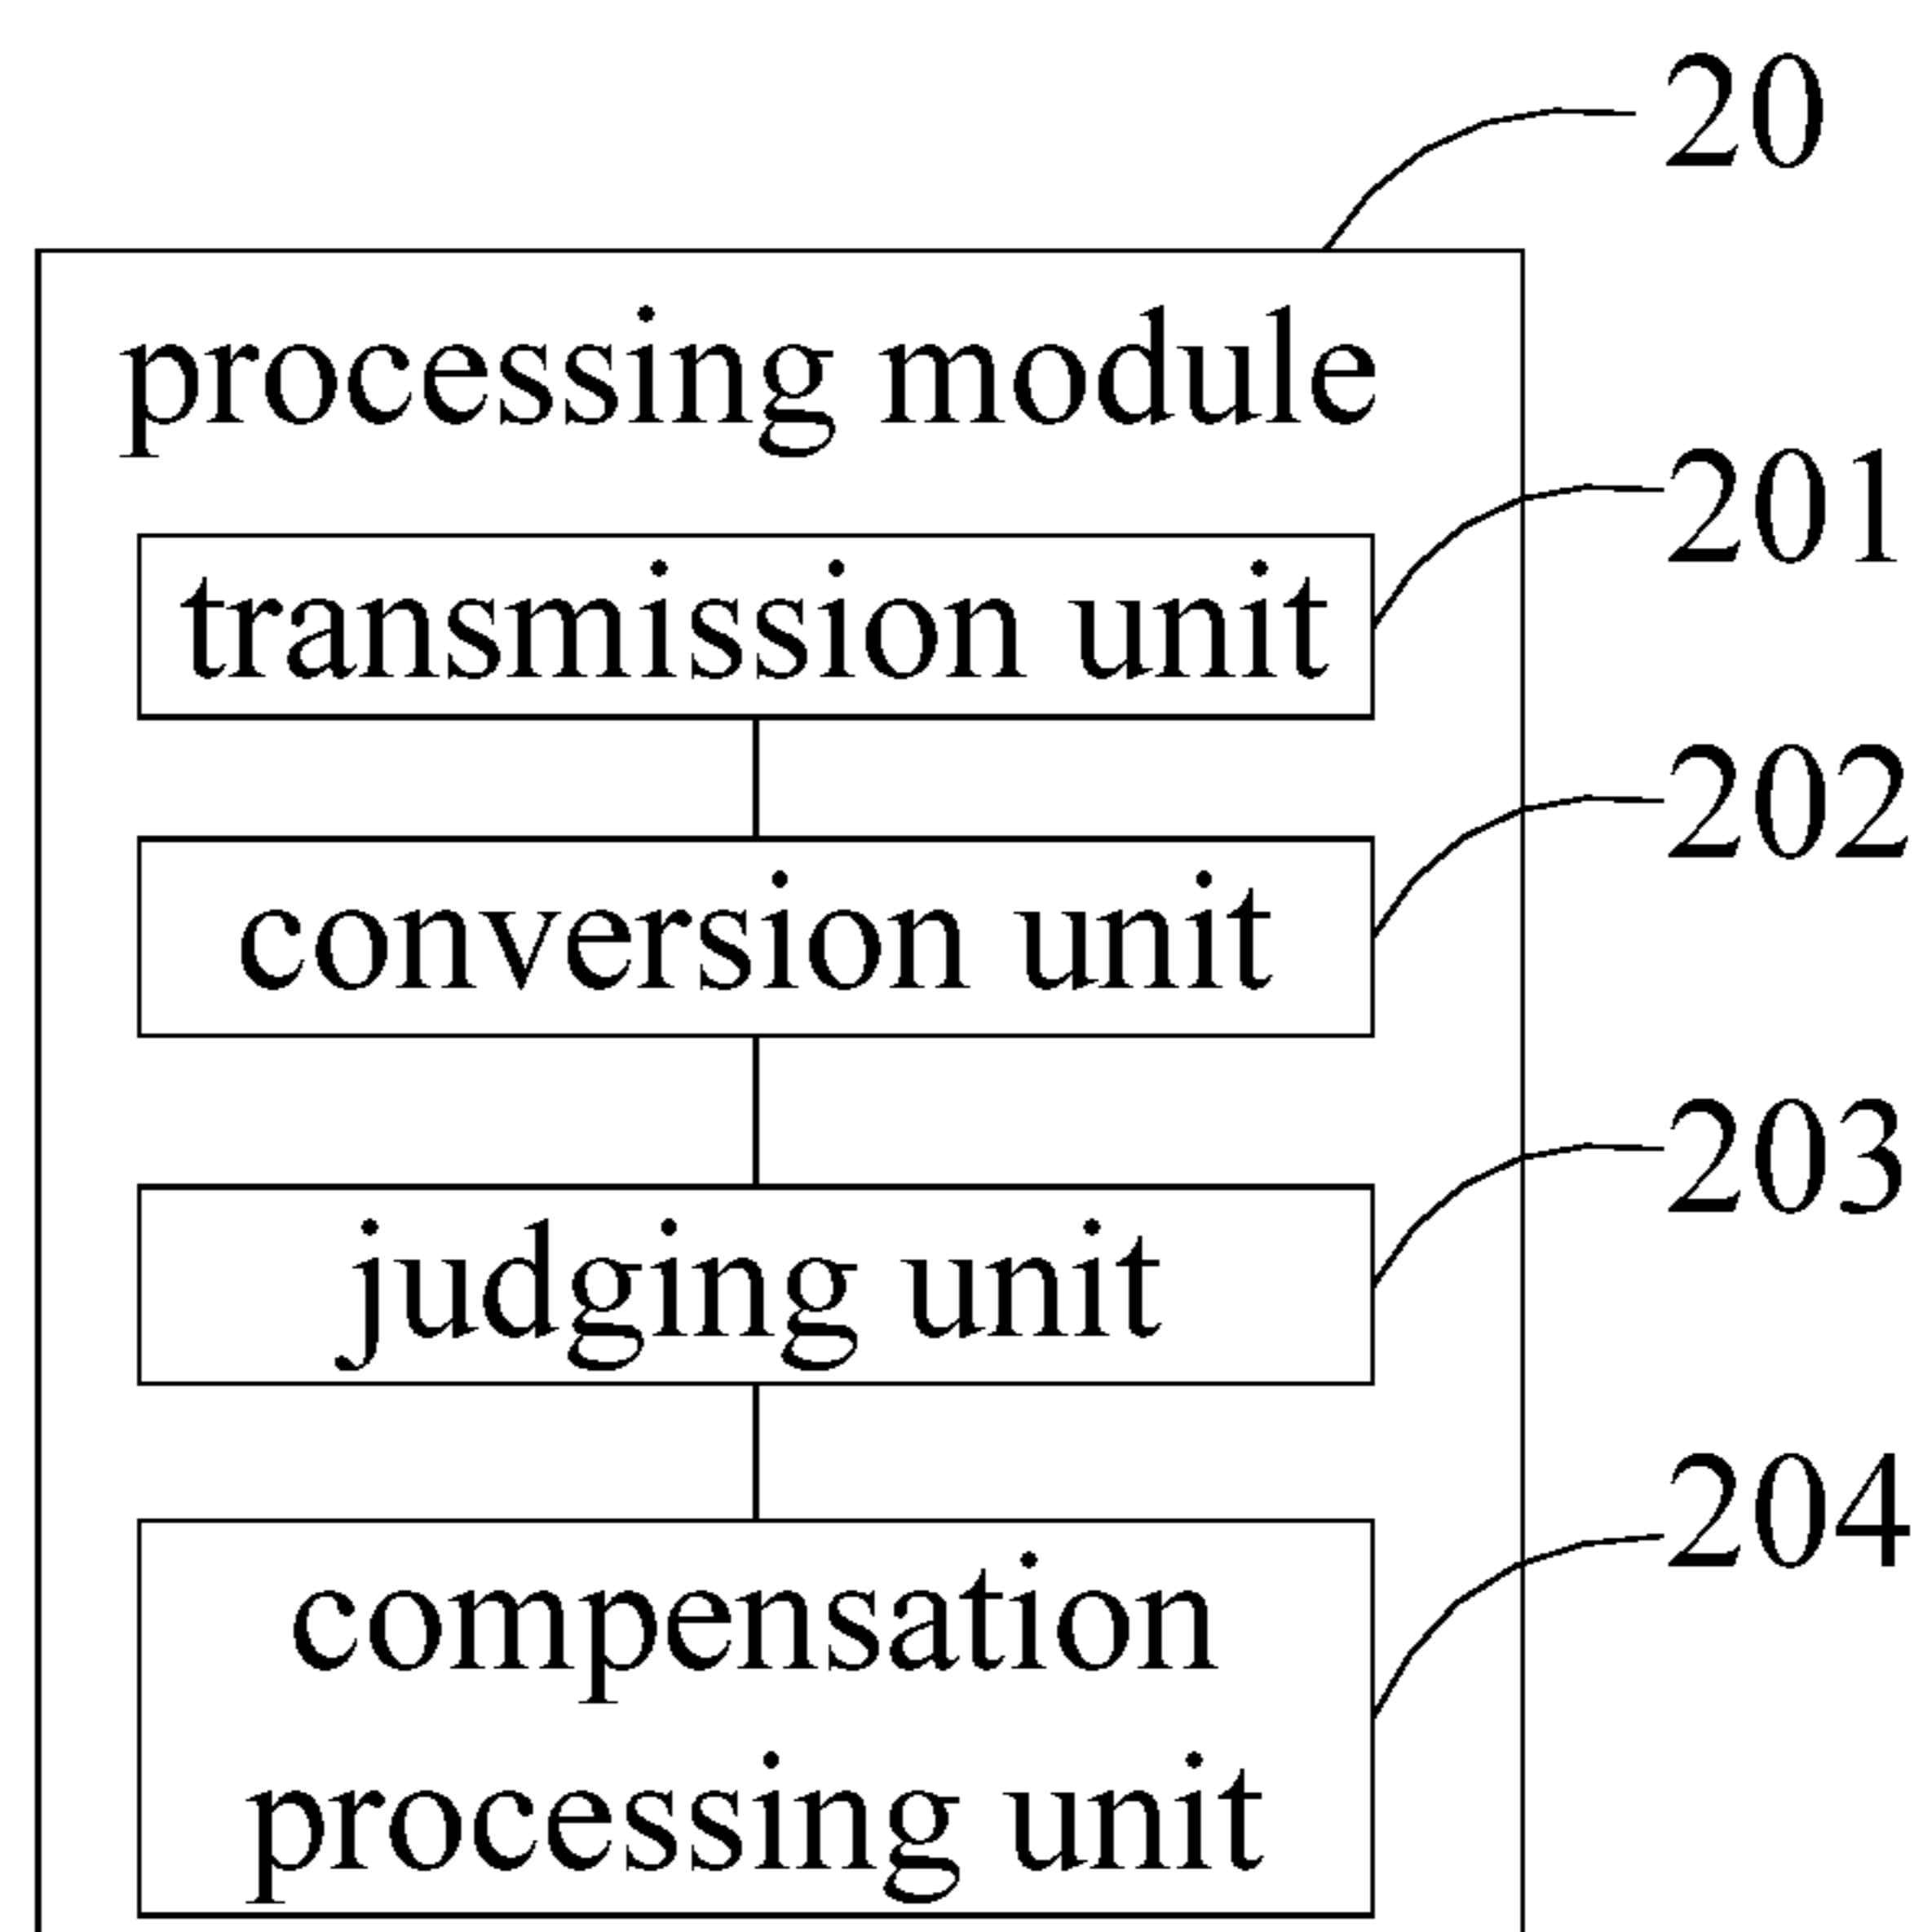 20
processing module
201
transmission unit
202
conversion unit
203
judging unit
204
compensation
processing unit